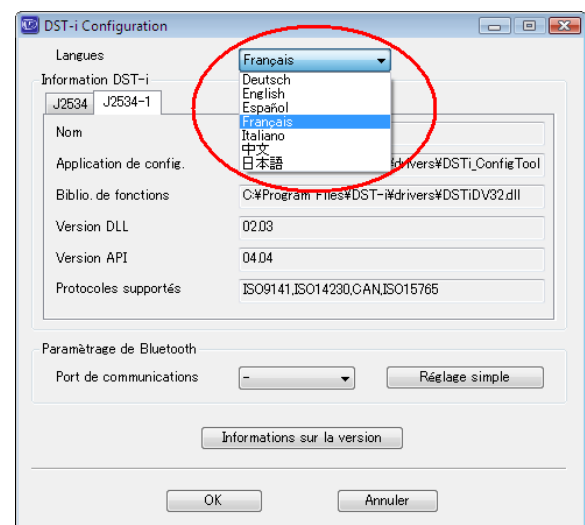 DST-i Configuration
Langues
Français
Deutsch
English
Español
Français
Italiano
中文
日本語
Information DST-i
J2534
J2534-1
Nom
Application de config.
¥drivers¥DSTi_ConfigTool
Biblio. de fonctions
C:¥Program Files¥DST-i¥drivers¥DSTiDV32.dll
Version DLL
02.03
Version API
04.04
Protocoles supportés
ISO9141,ISO14230,CAN,ISO15765
Paramètrage de Bluetooth
Port de communications
-
Réglage simple
Informations sur la version
OK
Annuler